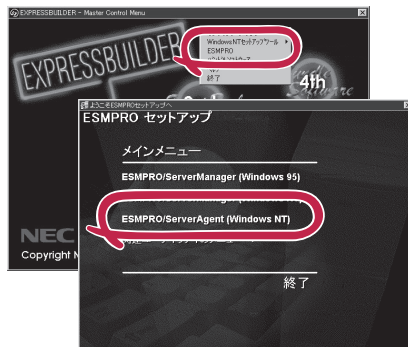 EXPRESSBUILDER - Master Control Menu
WindowsNTセットアップツール
ESMPRO
終了
EXPRESSBUILDER
4th
NEC
Copyright N
ようこそESMPROセットアップへ
ESMPRO セットアップ
メインメニュー
ESMPRO/ServerManager (Windows 95)
ESMPRO/ServerAgent (Windows NT)
終了